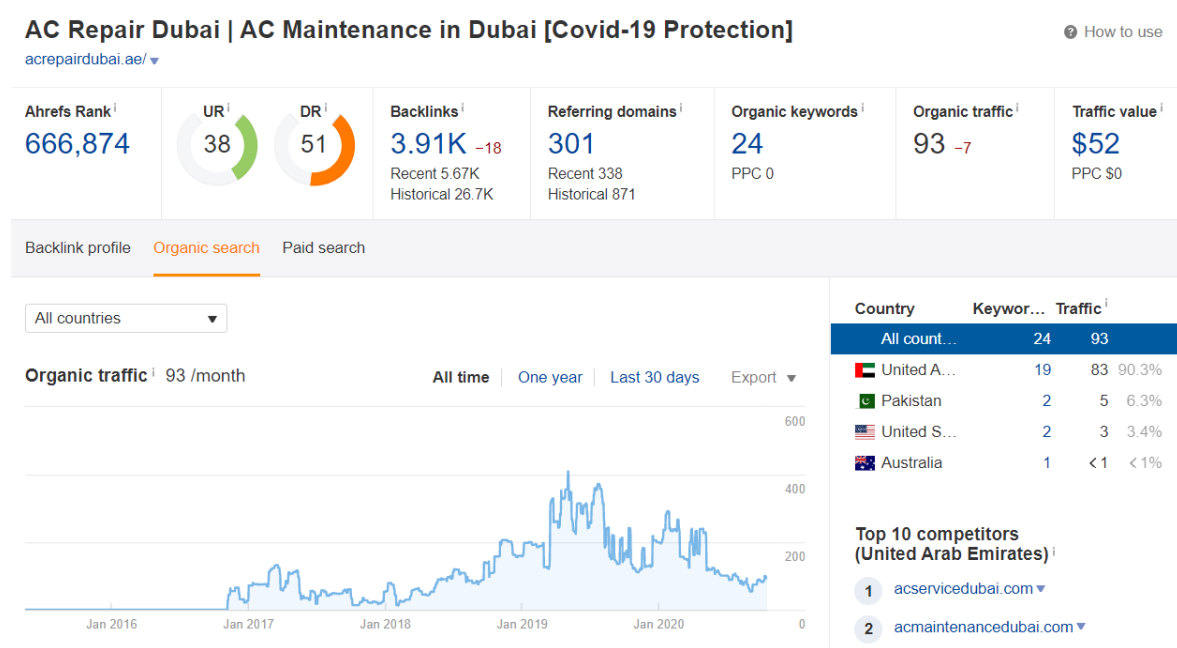 AC Repair Dubai | AC Maintenance in Dubai [Covid-19 Protection]
How to use
acrepairdubai.ae/
Ahrefs Rank i
666,874
UR i
38
DR i
51
Backlinks i
3.91K –18
Recent 5.67K
Historical 26.7K
Referring domains i
301
Recent 338
Historical 871
Organic keywords i
24
PPC 0
Organic traffic i
93 –7
Traffic value i
$52
PPC $0
Backlink profile Organic search Paid search
All countries
Organic traffic i 93 /month
All time One year Last 30 days Export
600
400
200
0
Jan 2016 Jan 2017 Jan 2018 Jan 2019 Jan 2020
Country Keywor... Traffic i
All count... 24 93
United A... 19 83 90.3%
Pakistan 2 5 6.3%
United S... 2 3 3.4%
Australia 1 <1 <1%
Top 10 competitors
(United Arab Emirates) i
1 acservicedubai.com
2 acmaintenancedubai.com